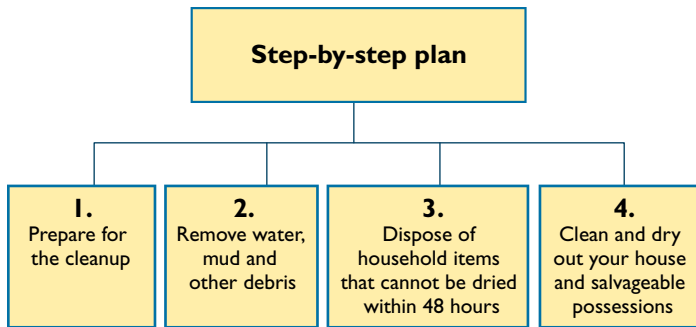 Step-by-step plan
1.
Prepare for
the cleanup
2.
Remove water,
mud and
other debris
3.
Dispose of
household items
that cannot be dried
within 48 hours
4.
Clean and dry
out your house
and salvageable
possessions